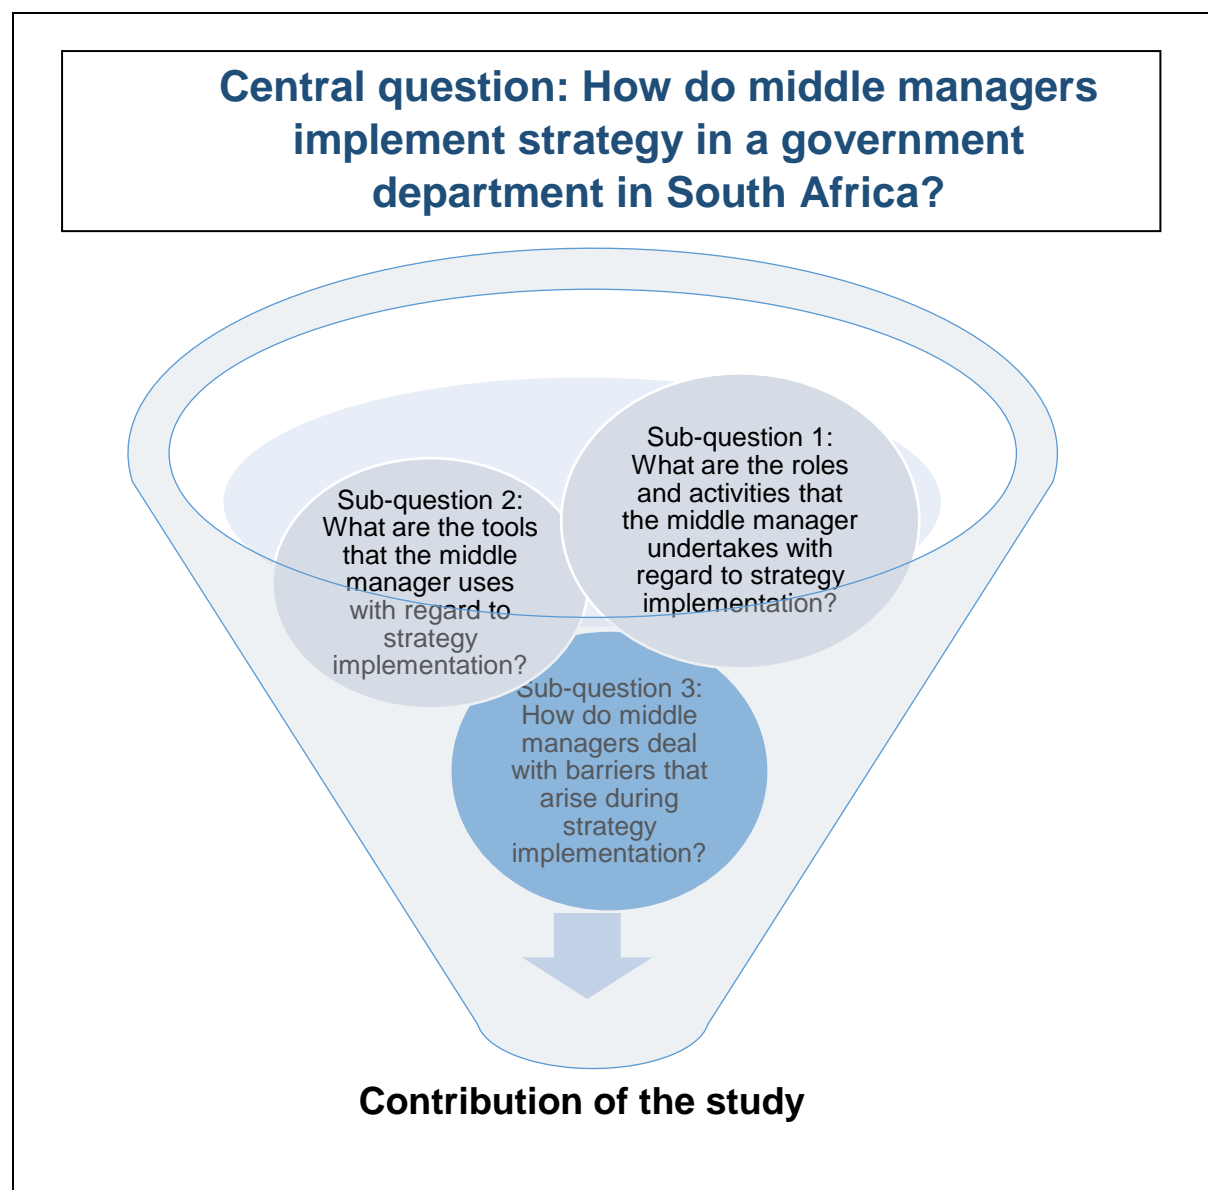 Central question: How do middle managers
implement strategy in a government
department in South Africa?
Sub-question 1:
What are the roles
and activities that
the middle manager
undertakes with
regard to strategy
implementation?
Sub-question 2:
What are the tools
that the middle
manager uses
with regard to
strategy
implementation?
Sub-question 3:
How do middle
managers deal
with barriers that
arise during
strategy
implementation?
Contribution of the study